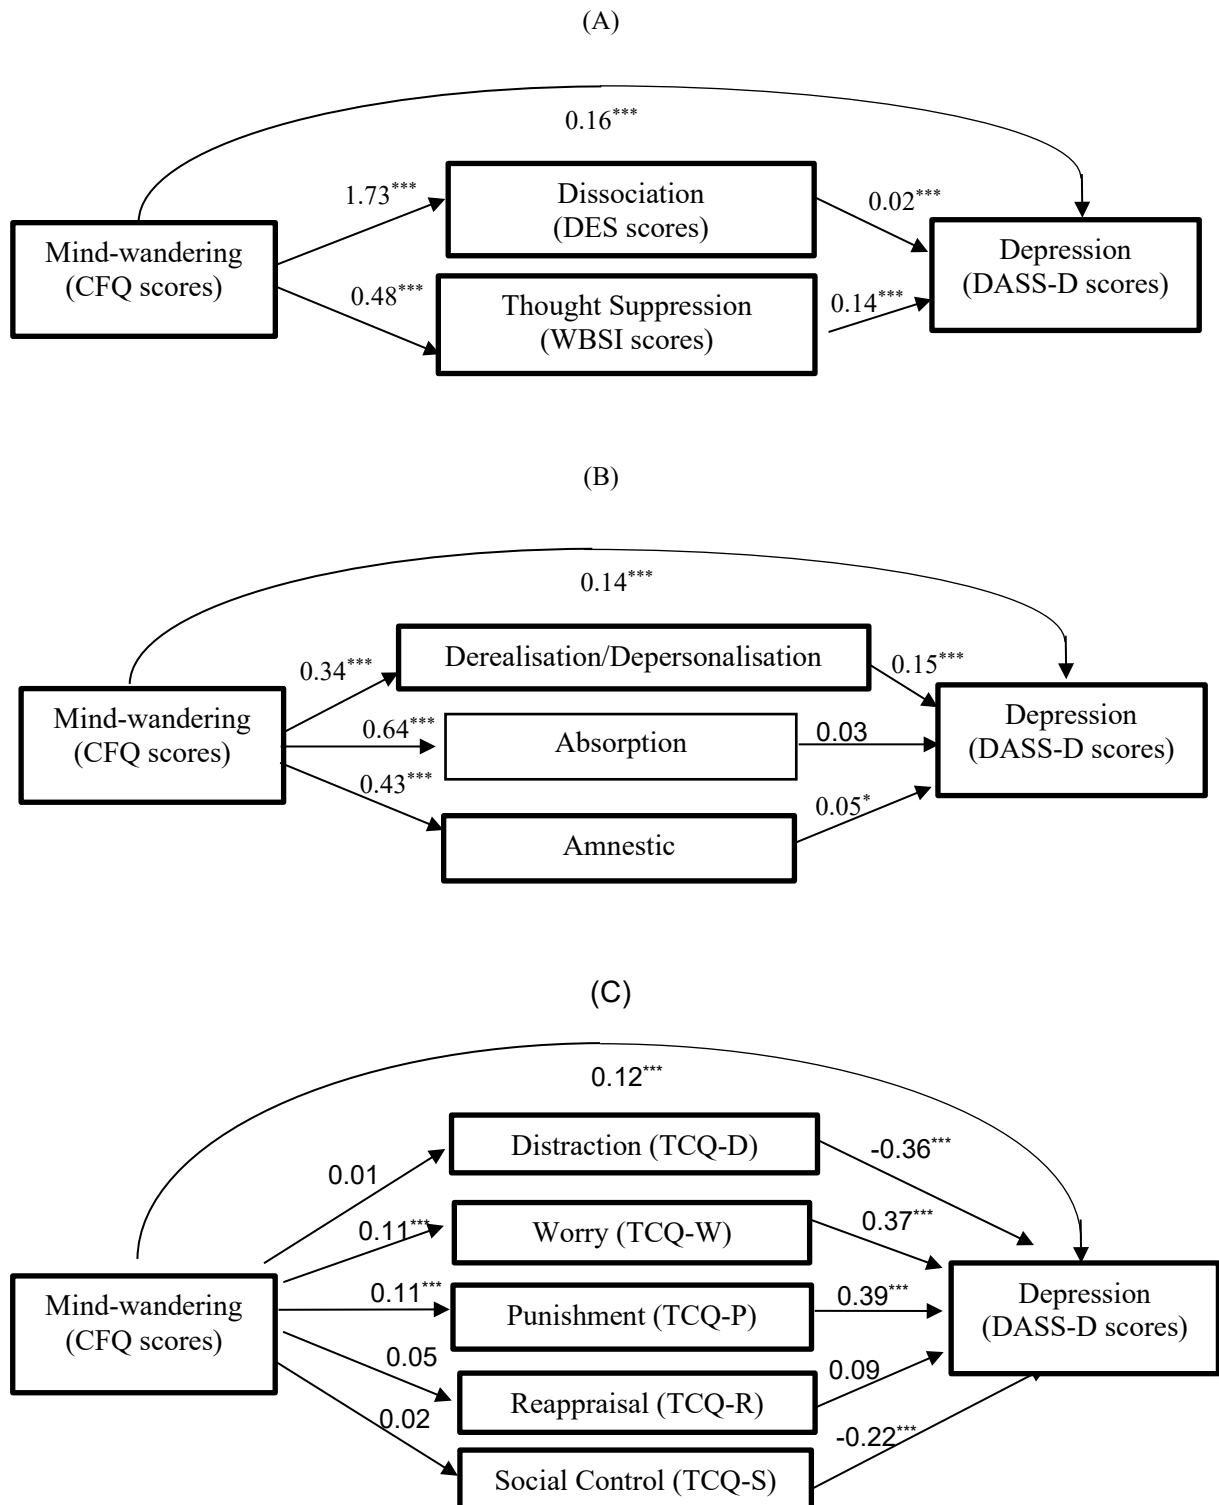 (A)
0.16***
1.73***
Dissociation
(DES scores)
0.02***
Mind-wandering
(CFQ scores)
Depression
(DASS-D scores)
0.48***
Thought Suppression
(WBSI scores)
0.14***
(B)
0.14***
0.34***
Derealisation/Depersonalisation
0.15***
Mind-wandering
(CFQ scores)
0.64***
Absorption
0.03
Depression
(DASS-D scores)
0.43***
Amnestic
0.05*
(C)
0.12***
0.01
Distraction (TCQ-D)
-0.36***
0.11***
Worry (TCQ-W)
0.37***
Mind-wandering
(CFQ scores)
0.11***
Punishment (TCQ-P)
0.39***
Depression
(DASS-D scores)
0.05
Reappraisal (TCQ-R)
0.09
0.02
Social Control (TCQ-S)
-0.22***